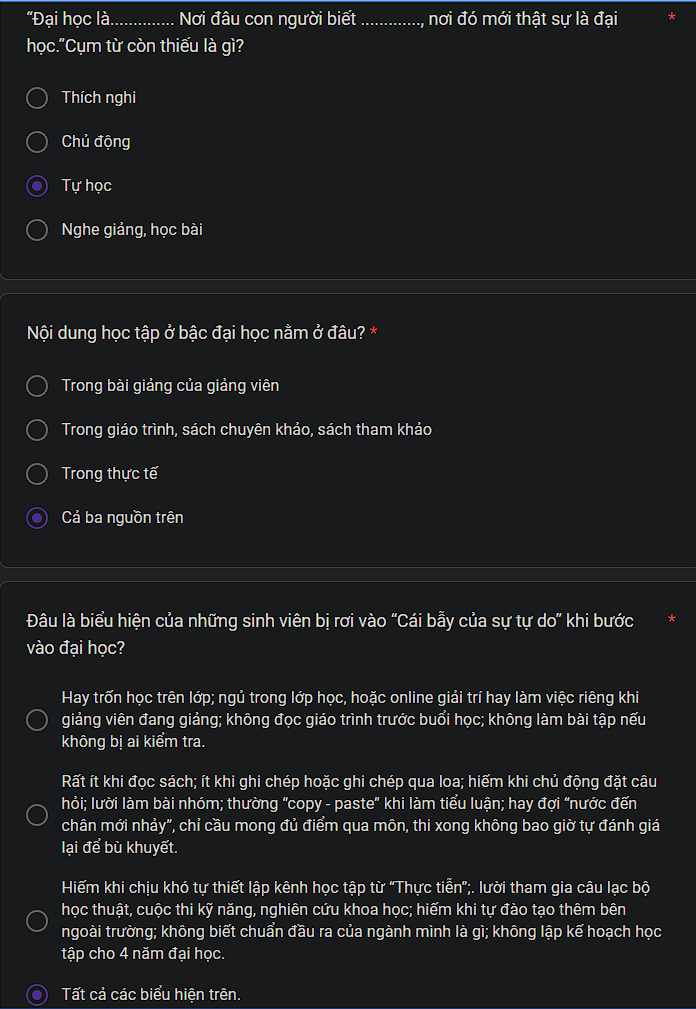 “Đại học là.............. Nơi đâu con người biết ............., nơi đó mới thật sự là đại *
học.”Cụm từ còn thiếu là gì?
Thích nghi
Chủ động
Tự học
Nghe giảng, học bài
Nội dung học tập ở bậc đại học nằm ở đâu? *
Trong bài giảng của giảng viên
Trong giáo trình, sách chuyên khảo, sách tham khảo
Trong thực tế
Cả ba nguồn trên
Đâu là biểu hiện của những sinh viên bị rơi vào “Cái bẫy của sự tự do” khi bước *
vào đại học?
Hay trốn học trên lớp; ngủ trong lớp học, hoặc online giải trí hay làm việc riêng khi
giảng viên đang giảng; không đọc giáo trình trước buổi học; không làm bài tập nếu
không bị ai kiểm tra.
Rất ít khi đọc sách; ít khi ghi chép hoặc ghi chép qua loa; hiếm khi chủ động đặt câu
hỏi; lười làm bài nhóm; thường “copy - paste” khi làm tiểu luận; hay đợi “nước đến
chân mới nhảy”, chỉ cầu mong đủ điểm qua môn, thi xong không bao giờ tự đánh giá
lại để bù khuyết.
Hiếm khi chịu khó tự thiết lập kênh học tập từ “Thực tiễn”;. lười tham gia câu lạc bộ
học thuật, cuộc thi kỹ năng, nghiên cứu khoa học; hiếm khi tự đào tạo thêm bên
ngoài trường; không biết chuẩn đầu ra của ngành mình là gì; không lập kế hoạch học
tập cho 4 năm đại học.
Tất cả các biểu hiện trên.